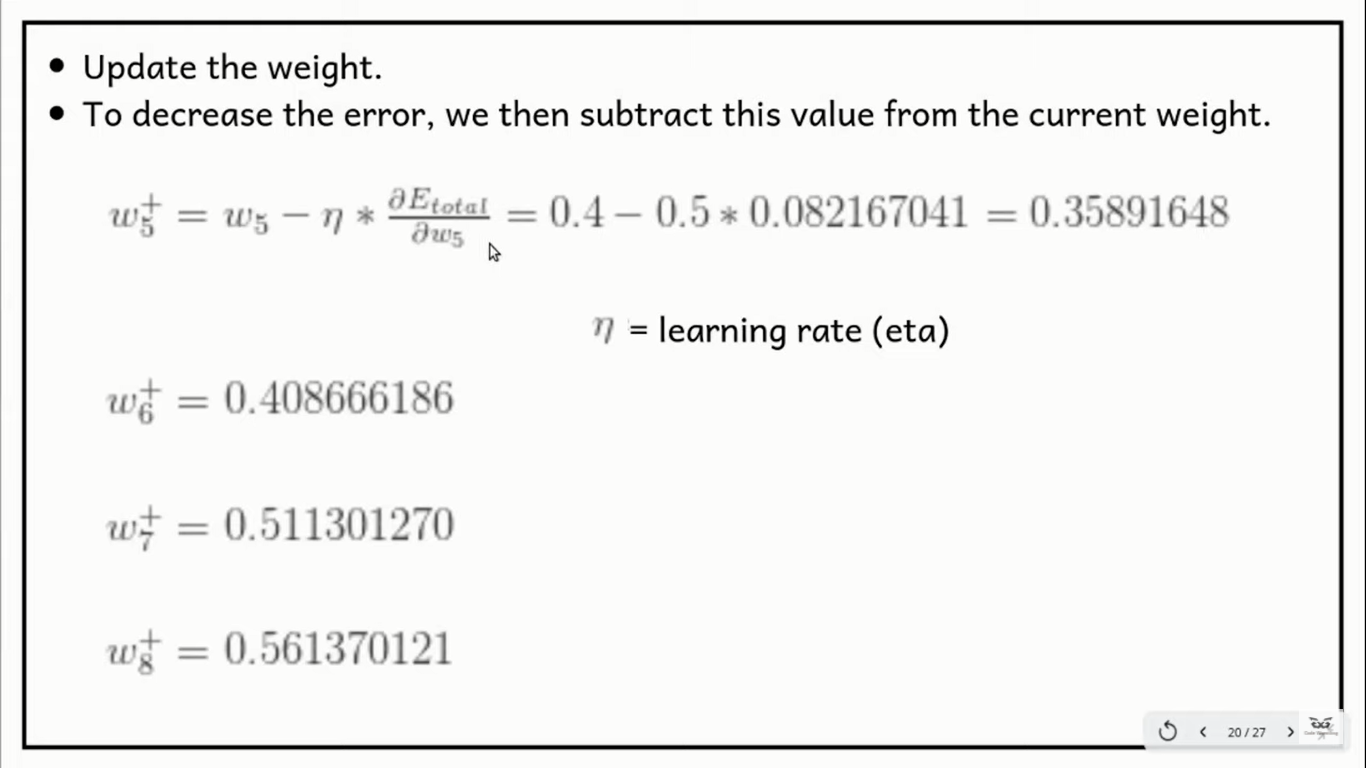 • Update the weight.
• To decrease the error, we then subtract this value from the current weight.
w₅⁺ = w₅ − η * ∂E_total/∂w₅ = 0.4 − 0.5 * 0.082167041 = 0.35891648
η = learning rate (eta)
w₆⁺ = 0.408666186
w₇⁺ = 0.511301270
w₈⁺ = 0.561370121
20 / 27